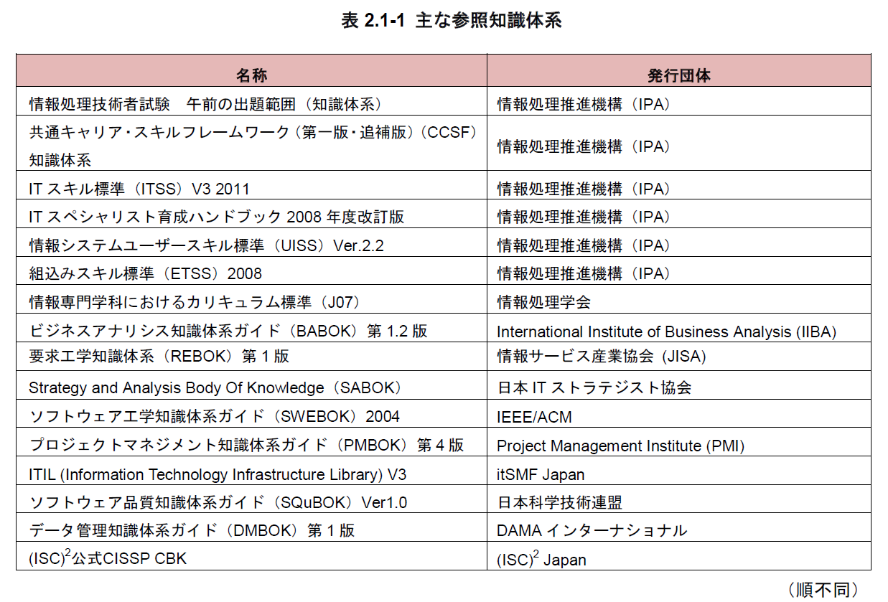 表 2.1-1 主な参照知識体系
名称 発行団体
情報処理技術者試験　午前の出題範囲（知識体系） 情報処理推進機構（IPA）
共通キャリア・スキルフレームワーク（第一版・追補版）（CCSF）
知識体系 情報処理推進機構（IPA）
IT スキル標準（ITSS）V3 2011 情報処理推進機構（IPA）
IT スペシャリスト育成ハンドブック 2008 年度改訂版 情報処理推進機構（IPA）
情報システムユーザースキル標準（UISS）Ver.2.2 情報処理推進機構（IPA）
組込みスキル標準（ETSS）2008 情報処理推進機構（IPA）
情報専門学科におけるカリキュラム標準（J07） 情報処理学会
ビジネスアナリシス知識体系ガイド（BABOK）第 1.2 版 International Institute of Business Analysis (IIBA)
要求工学知識体系（REBOK）第 1 版 情報サービス産業協会 (JISA)
Strategy and Analysis Body Of Knowledge（SABOK） 日本 IT ストラテジスト協会
ソフトウェア工学知識体系ガイド（SWEBOK）2004 IEEE/ACM
プロジェクトマネジメント知識体系ガイド（PMBOK）第 4 版 Project Management Institute (PMI)
ITIL (Information Technology Infrastructure Library) V3 itSMF Japan
ソフトウェア品質知識体系ガイド（SQuBOK）Ver1.0 日本科学技術連盟
データ管理知識体系ガイド（DMBOK）第 1 版 DAMA インターナショナル
(ISC)²公式CISSP CBK (ISC)² Japan
（順不同）